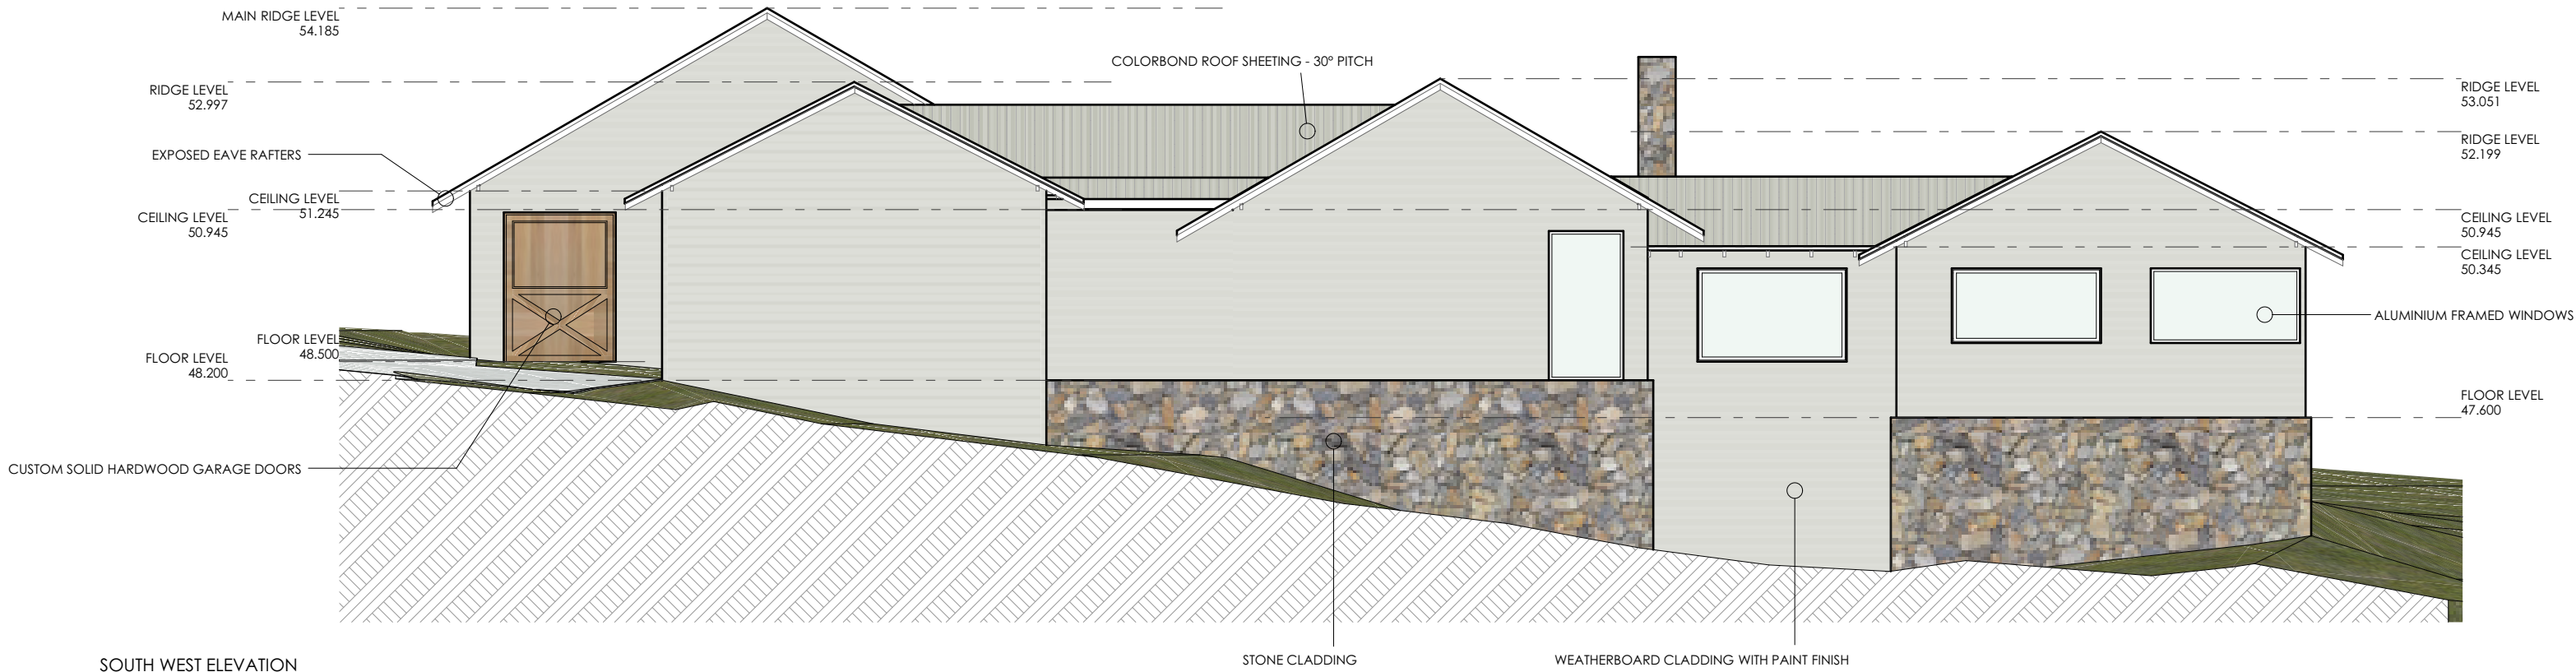 MAIN RIDGE LEVEL
54.185
COLORBOND ROOF SHEETING - 30° PITCH
RIDGE LEVEL
52.997
RIDGE LEVEL
53.051
RIDGE LEVEL
52.199
EXPOSED EAVE RAFTERS
CEILING LEVEL
51.245
CEILING LEVEL
50.945
CEILING LEVEL
50.945
CEILING LEVEL
50.345
ALUMINIUM FRAMED WINDOWS
FLOOR LEVEL
48.500
FLOOR LEVEL
48.200
FLOOR LEVEL
47.600
CUSTOM SOLID HARDWOOD GARAGE DOORS
STONE CLADDING
WEATHERBOARD CLADDING WITH PAINT FINISH
SOUTH WEST ELEVATION